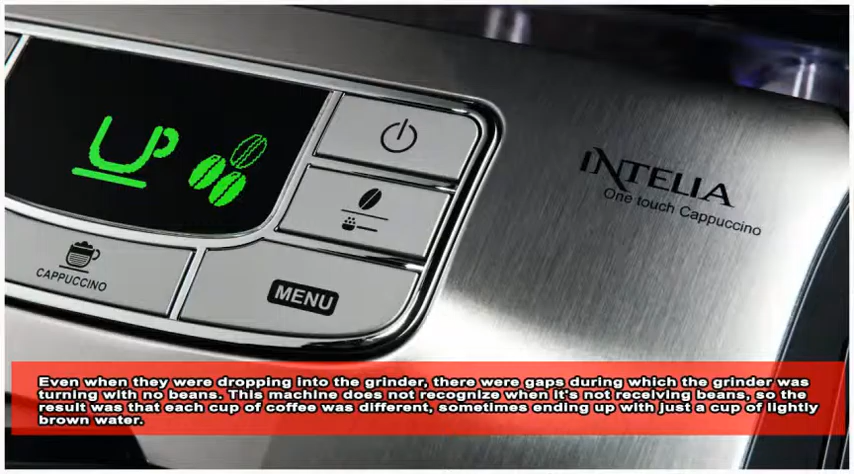 INTELIA
One touch Cappuccino
CAPPUCCINO
MENU
Even when they were dropping into the grinder, there were gaps during which the grinder was
turning with no beans. This machine does not recognize when it's not receiving beans, so the
result was that each cup of coffee was different, sometimes ending up with just a cup of lightly
brown water.